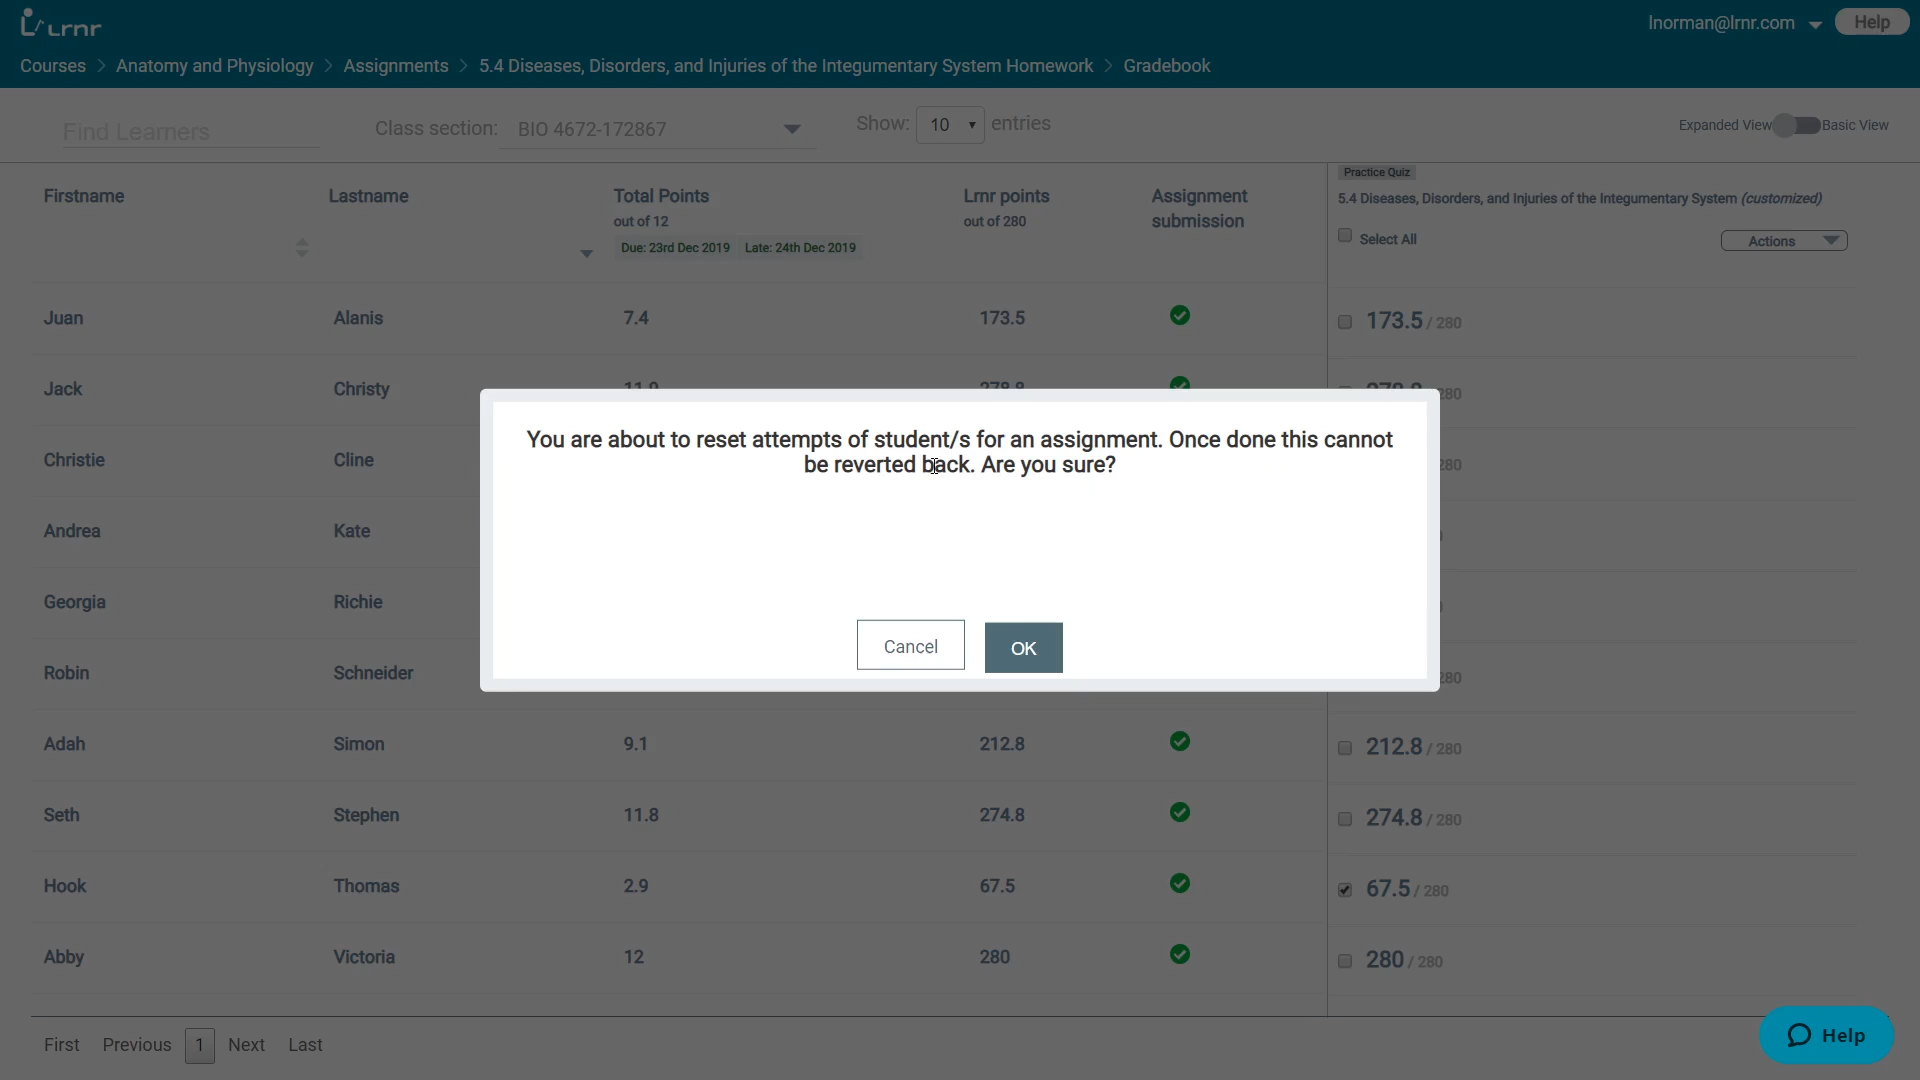 Lrnr
lnorman@lrnr.com Help
Courses > Anatomy and Physiology > Assignments > 5.4 Diseases, Disorders, and Injuries of the Integumentary System Homework > Gradebook
Find Learners Class section: BIO 4672-172867 Show: 10 entries Expanded View Basic View
Practice Quiz
Firstname Lastname Total Points Lrnr points Assignment 5.4 Diseases, Disorders, and Injuries of the Integumentary System (customized)
out of 12 out of 280 submission
Due: 23rd Dec 2019 Late: 24th Dec 2019 Select All Actions
Juan Alanis 7.4 173.5 173.5 / 280
Jack Christy 11.9 278.8 278.8 / 280
You are about to reset attempts of student/s for an assignment. Once done this cannot
be reverted back. Are you sure?
Christie Cline 280
Andrea Kate
Georgia Richie
Cancel OK
Robin Schneider 280
Adah Simon 9.1 212.8 212.8 / 280
Seth Stephen 11.8 274.8 274.8 / 280
Hook Thomas 2.9 67.5 67.5 / 280
Abby Victoria 12 280 280 / 280
First Previous 1 Next Last
Help